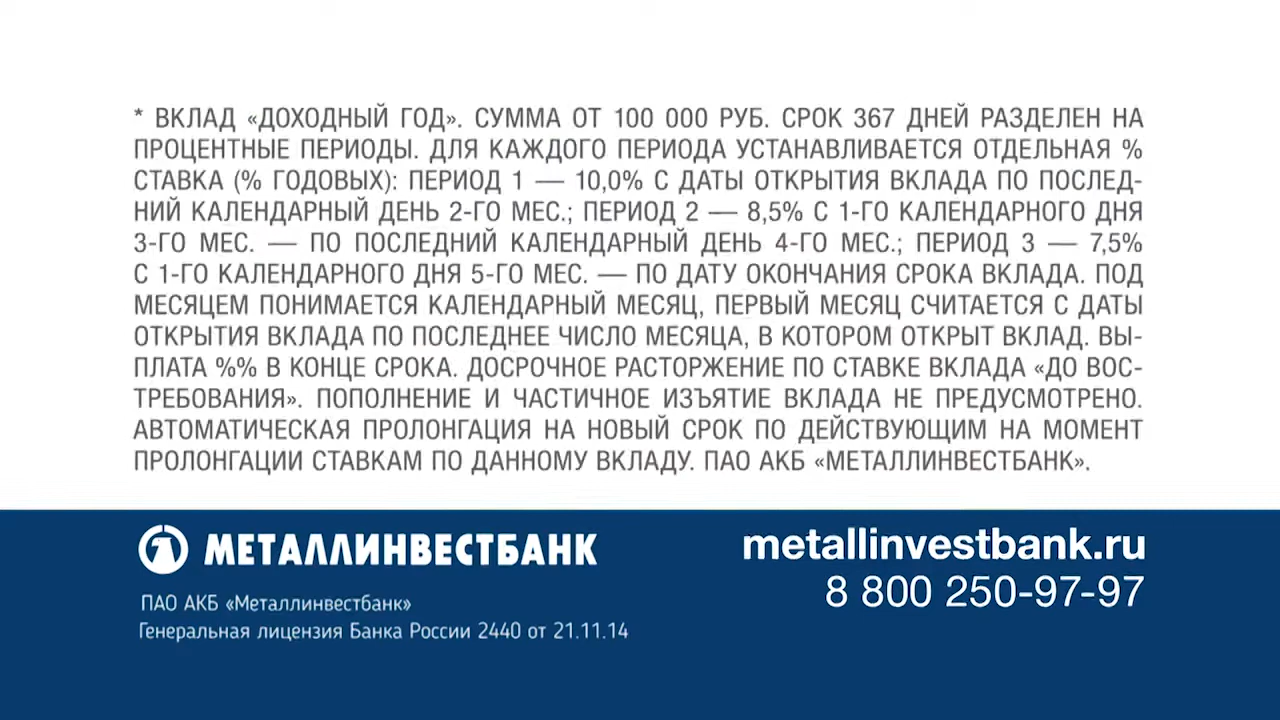 * ВКЛАД «ДОХОДНЫЙ ГОД». СУММА ОТ 100 000 РУБ. СРОК 367 ДНЕЙ РАЗДЕЛЕН НА
ПРОЦЕНТНЫЕ ПЕРИОДЫ. ДЛЯ КАЖДОГО ПЕРИОДА УСТАНАВЛИВАЕТСЯ ОТДЕЛЬНАЯ %
СТАВКА (% ГОДОВЫХ): ПЕРИОД 1 — 10,0% С ДАТЫ ОТКРЫТИЯ ВКЛАДА ПО ПОСЛЕД-
НИЙ КАЛЕНДАРНЫЙ ДЕНЬ 2-ГО МЕС.; ПЕРИОД 2 — 8,5% С 1-ГО КАЛЕНДАРНОГО ДНЯ
3-ГО МЕС. — ПО ПОСЛЕДНИЙ КАЛЕНДАРНЫЙ ДЕНЬ 4-ГО МЕС.; ПЕРИОД 3 — 7,5%
С 1-ГО КАЛЕНДАРНОГО ДНЯ 5-ГО МЕС. — ПО ДАТУ ОКОНЧАНИЯ СРОКА ВКЛАДА. ПОД
МЕСЯЦЕМ ПОНИМАЕТСЯ КАЛЕНДАРНЫЙ МЕСЯЦ, ПЕРВЫЙ МЕСЯЦ СЧИТАЕТСЯ С ДАТЫ
ОТКРЫТИЯ ВКЛАДА ПО ПОСЛЕДНЕЕ ЧИСЛО МЕСЯЦА, В КОТОРОМ ОТКРЫТ ВКЛАД. ВЫ-
ПЛАТА %% В КОНЦЕ СРОКА. ДОСРОЧНОЕ РАСТОРЖЕНИЕ ПО СТАВКЕ ВКЛАДА «ДО ВОС-
ТРЕБОВАНИЯ». ПОПОЛНЕНИЕ И ЧАСТИЧНОЕ ИЗЪЯТИЕ ВКЛАДА НЕ ПРЕДУСМОТРЕНО.
АВТОМАТИЧЕСКАЯ ПРОЛОНГАЦИЯ НА НОВЫЙ СРОК ПО ДЕЙСТВУЮЩИМ НА МОМЕНТ
ПРОЛОНГАЦИИ СТАВКАМ ПО ДАННОМУ ВКЛАДУ. ПАО АКБ «МЕТАЛЛИНВЕСТБАНК».
МЕТАЛЛИНВЕСТБАНК
ПАО АКБ «Металлинвестбанк»
Генеральная лицензия Банка России 2440 от 21.11.14
metallinvestbank.ru
8 800 250-97-97